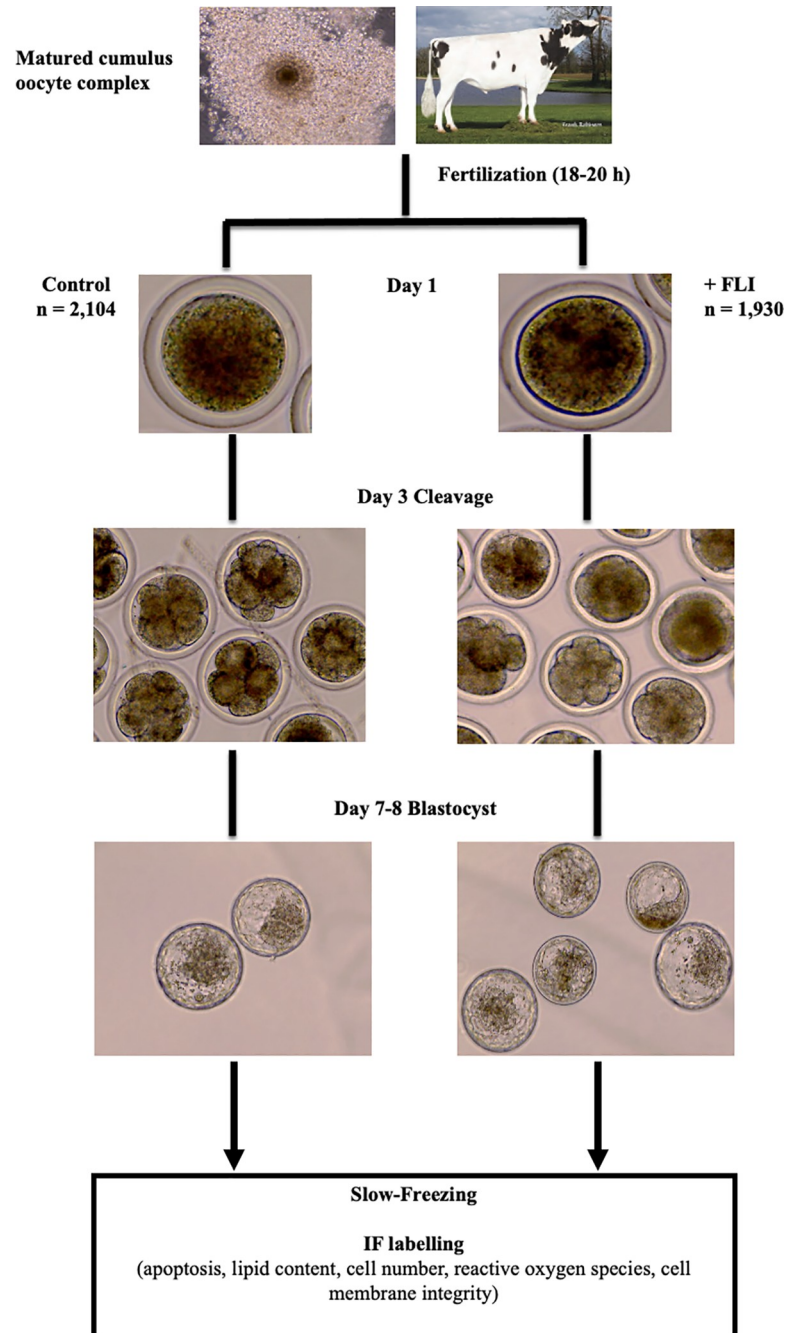 Matured cumulus
oocyte complex
Fertilization (18-20 h)
Control
n = 2,104
Day 1
+ FLI
n = 1,930
Day 3 Cleavage
Day 7-8 Blastocyst
Slow-Freezing
IF labelling
(apoptosis, lipid content, cell number, reactive oxygen species, cell
membrane integrity)